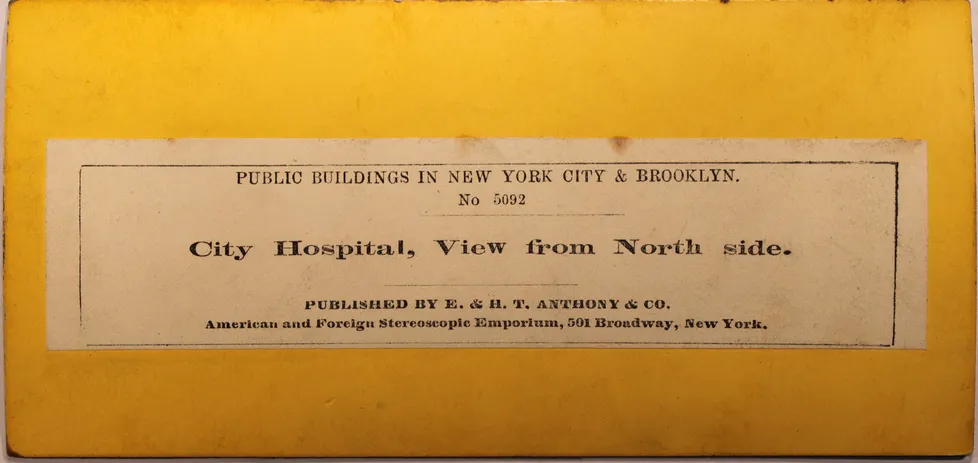 PUBLIC BUILDINGS IN NEW YORK CITY & BROOKLYN.
No 5092
City Hospital, View from North side.
PUBLISHED BY E. & H. T. ANTHONY & CO.
American and Foreign Stereoscopic Emporium, 501 Broadway, New York.